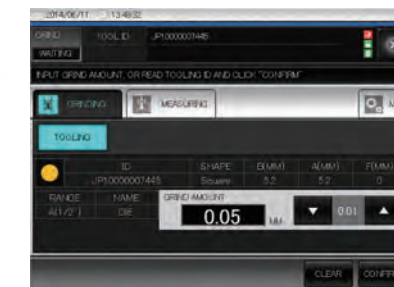 2014/06/11 13:49:32
GRIND TOOL ID JP10000007445
WAITING
INPUT GRIND AMOUNT, OR READ TOOLING ID AND CLICK "CONFIRM"
GRINDING MEASURING M
TOOLING
ID SHAPE B(MM) A(MM) F(MM)
JP10000007445 Square 5.2 5.2 0
RANGE NAME GRIND AMOUNT
A(1/2") DIE 0.05 MM ▼ 0.01 ▲
CLEAR CONFIR